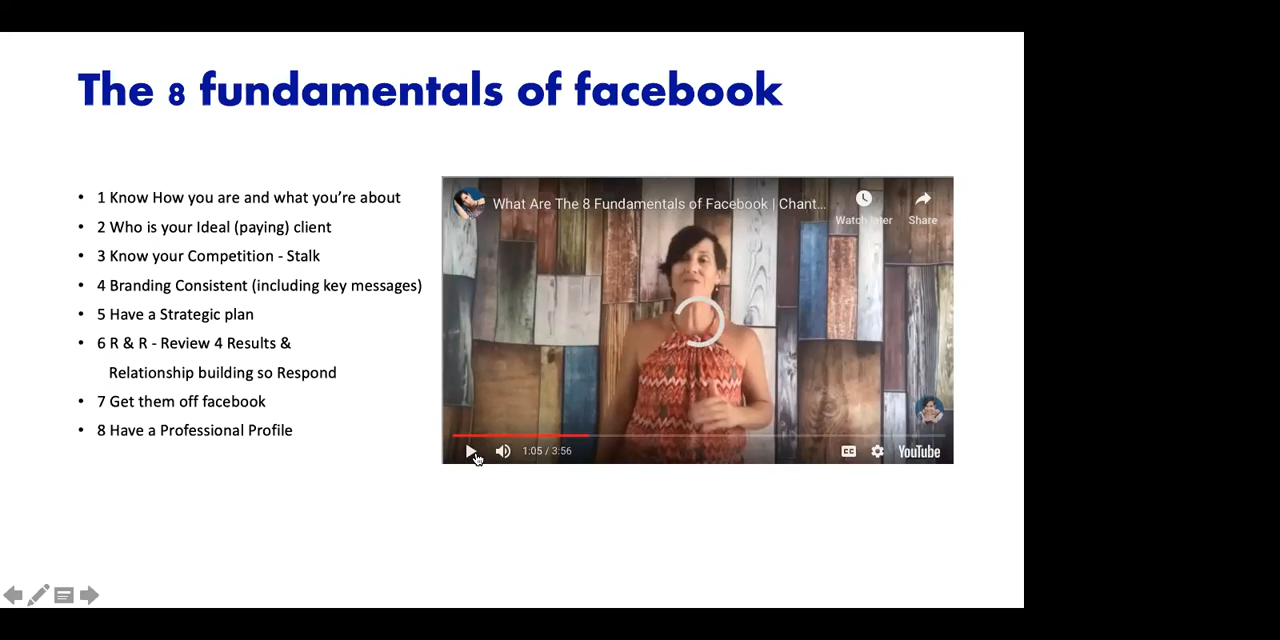 The 8 fundamentals of facebook
• 1 Know How you are and what you're about
• 2 Who is your Ideal (paying) client
• 3 Know your Competition - Stalk
• 4 Branding Consistent (including key messages)
• 5 Have a Strategic plan
• 6 R & R - Review 4 Results &
Relationship building so Respond
• 7 Get them off facebook
• 8 Have a Professional Profile
What Are The 8 Fundamentals of Facebook | Chant...
Watch later
Share
1:05 / 3:56
CC
YouTube